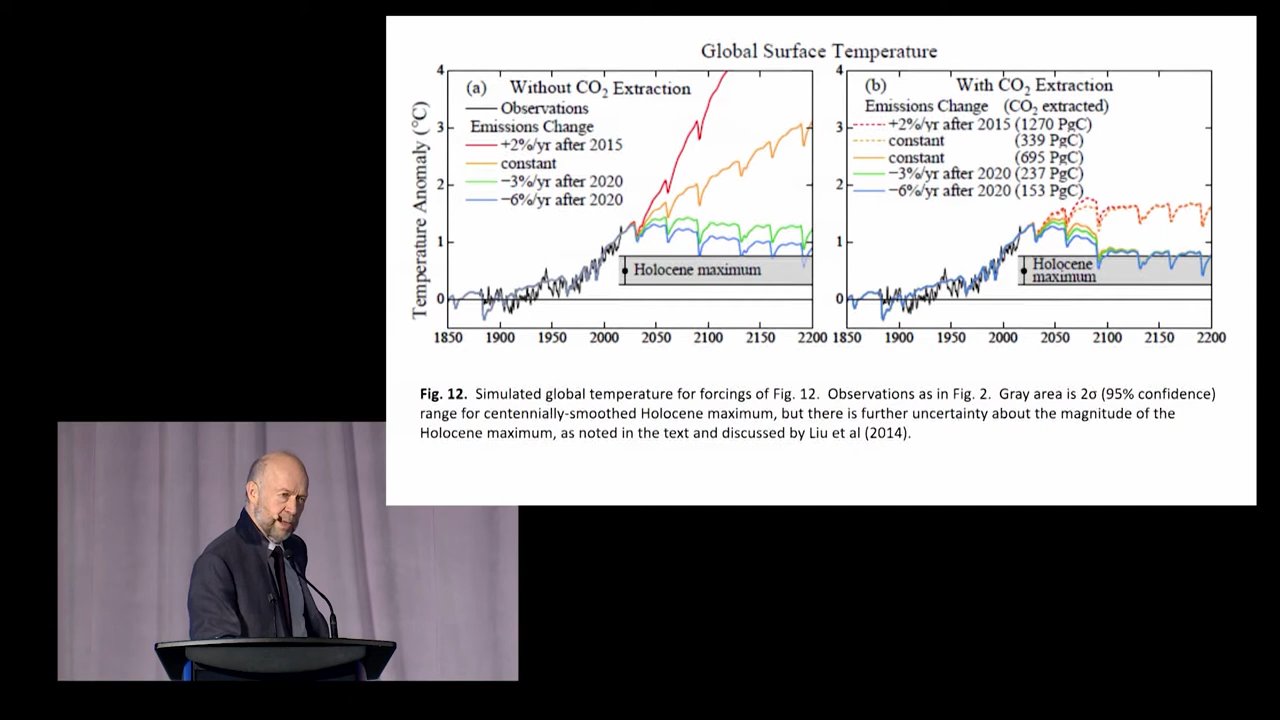 Global Surface Temperature
Temperature Anomaly (°C)
4
3
2
1
0
(a) Without CO₂ Extraction
Observations
Emissions Change
+2%/yr after 2015
constant
−3%/yr after 2020
−6%/yr after 2020
Holocene maximum
1850 1900 1950 2000 2050 2100 2150 2200
4
3
2
1
0
(b) With CO₂ Extraction
Emissions Change (CO₂ extracted)
+2%/yr after 2015 (1270 PgC)
constant (339 PgC)
constant (695 PgC)
−3%/yr after 2020 (237 PgC)
−6%/yr after 2020 (153 PgC)
Holocene
maximum
1850 1900 1950 2000 2050 2100 2150 2200
Fig. 12. Simulated global temperature for forcings of Fig. 12. Observations as in Fig. 2. Gray area is 2σ (95% confidence)
range for centennially-smoothed Holocene maximum, but there is further uncertainty about the magnitude of the
Holocene maximum, as noted in the text and discussed by Liu et al (2014).